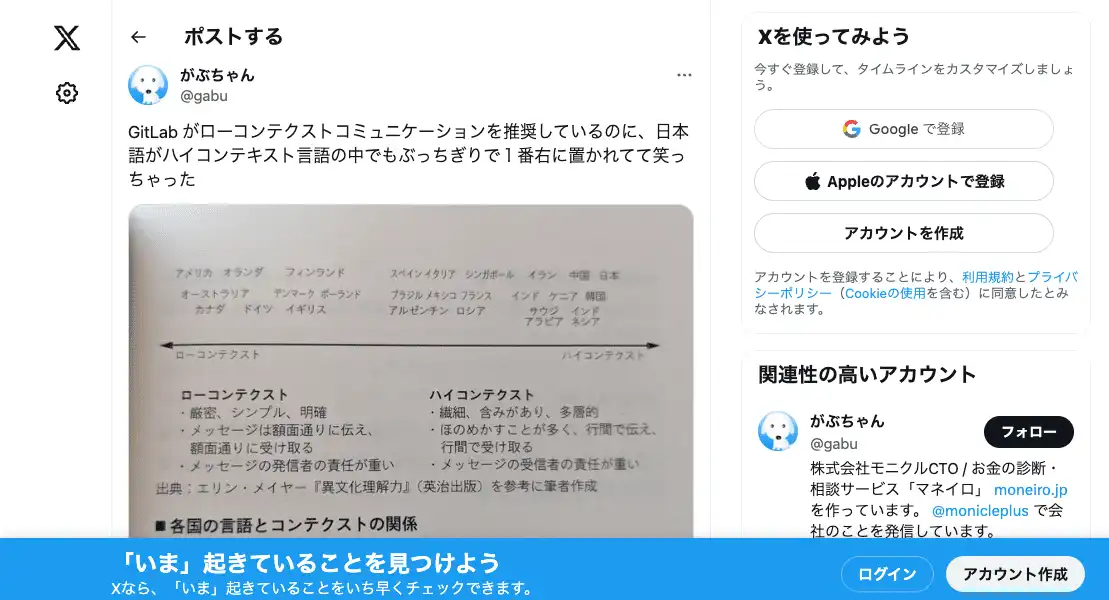 ポストする
がぶちゃん
@gabu
GitLab がローコンテクストコミュニケーションを推奨しているのに、日本
語がハイコンテキスト言語の中でもぶっちぎりで１番右に置かれてて笑っ
ちゃった
アメリカ オランダ フィンランド スペイン イタリア シンガポール イラン 中国 日本
オーストラリア デンマーク ポーランド ブラジル メキシコ フランス インド ケニア 韓国
カナダ ドイツ イギリス アルゼンチン ロシア サウジ インド
アラビア ネシア
ローコンテクスト ハイコンテクスト
ローコンテクスト
・厳密、シンプル、明確
・メッセージは額面通りに伝え、
額面通りに受け取る
・メッセージの発信者の責任が重い
ハイコンテクスト
・繊細、含みがあり、多層的
・ほのめかすことが多く、行間で伝え、
行間で受け取る
・メッセージの受信者の責任が重い
出典：エリン・メイヤー『異文化理解力』（英治出版）を参考に筆者作成
■各国の言語とコンテクストの関係
Xを使ってみよう
今すぐ登録して、タイムラインをカスタマイズしましょ
う。
Google で登録
Appleのアカウントで登録
アカウントを作成
アカウントを登録することにより、利用規約とプライバ
シーポリシー（Cookieの使用を含む）に同意したとみ
なされます。
関連性の高いアカウント
がぶちゃん
@gabu
フォロー
株式会社モニクルCTO / お金の診断・
相談サービス「マネイロ」 moneiro.jp
を作っています。 @monicleplus で会
社のことを発信しています。
「いま」起きていることを見つけよう
Xなら、「いま」起きていることをいち早くチェックできます。
ログイン
アカウント作成